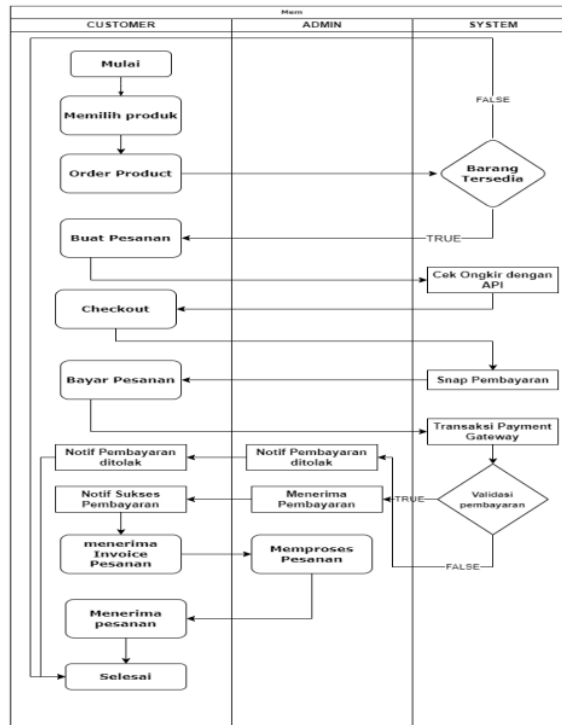 Mem
CUSTOMER
ADMIN
SYSTEM
Mulai
FALSE
Memilih produk
Order Product
Barang
Tersedia
Buat Pesanan
TRUE
Cek Ongkir dengan
API
Checkout
Bayar Pesanan
Snap Pembayaran
Transaksi Payment
Gateway
Notif Pembayaran
ditolak
Notif Pembayaran
ditolak
Notif Sukses
Pembayaran
Menerima
Pembayaran
TRUE
Validasi
pembayaran
menerima
Invoice
Pesanan
Memproses
Pesanan
FALSE
Menerima
pesanan
Selesai